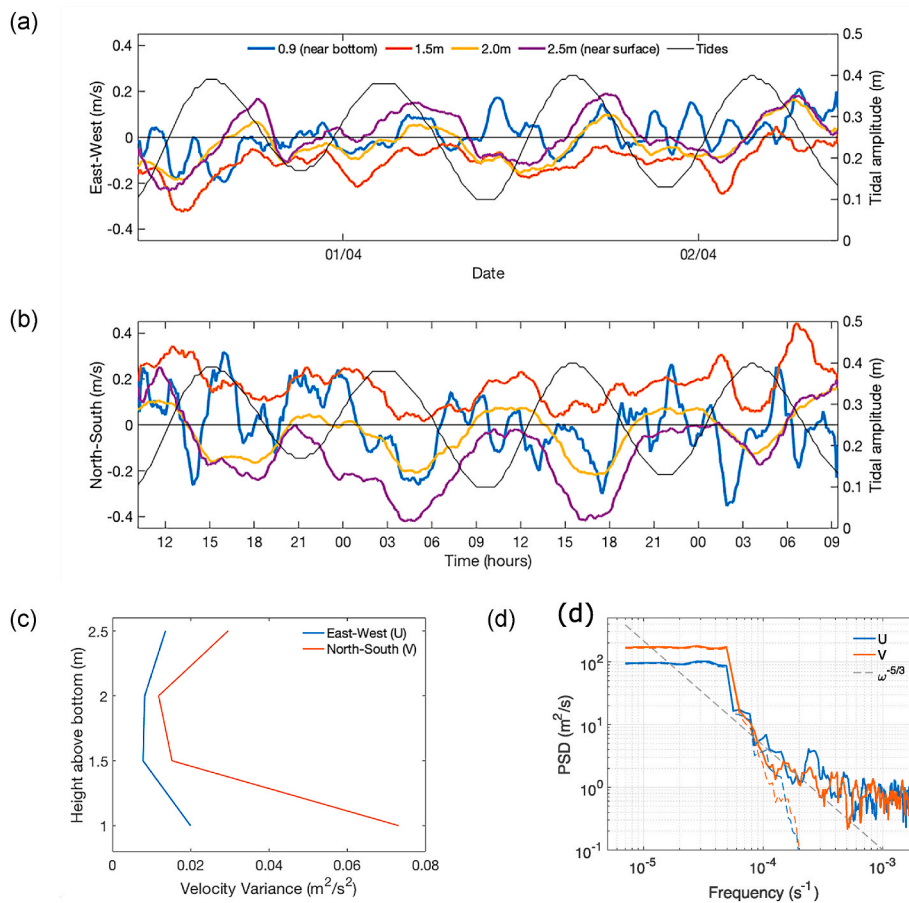 (a)
0.9 (near bottom) 1.5m 2.0m 2.5m (near surface) Tides
East-West (m/s)
0.4
0.2
0
-0.2
-0.4
0.5
0.4
0.3
0.2
0.1
0
Tidal amplitude (m)
01/04 02/04
Date
(b)
North-South (m/s)
0.4
0.2
0
-0.2
-0.4
0.5
0.4
0.3
0.2
0.1
0
Tidal amplitude (m)
12 15 18 21 00 03 06 09 12 15 18 21 00 03 06 09
Time (hours)
(c)
Height above bottom (m)
2.5
2
1.5
1
East-West (U)
North-South (V)
0 0.02 0.04 0.06 0.08
Velocity Variance (m²/s²)
(d)
(d)
PSD (m²/s)
10²
10¹
10⁰
10⁻¹
U
V
ω⁻⁵/³
10⁻⁵ 10⁻⁴ 10⁻³
Frequency (s⁻¹)